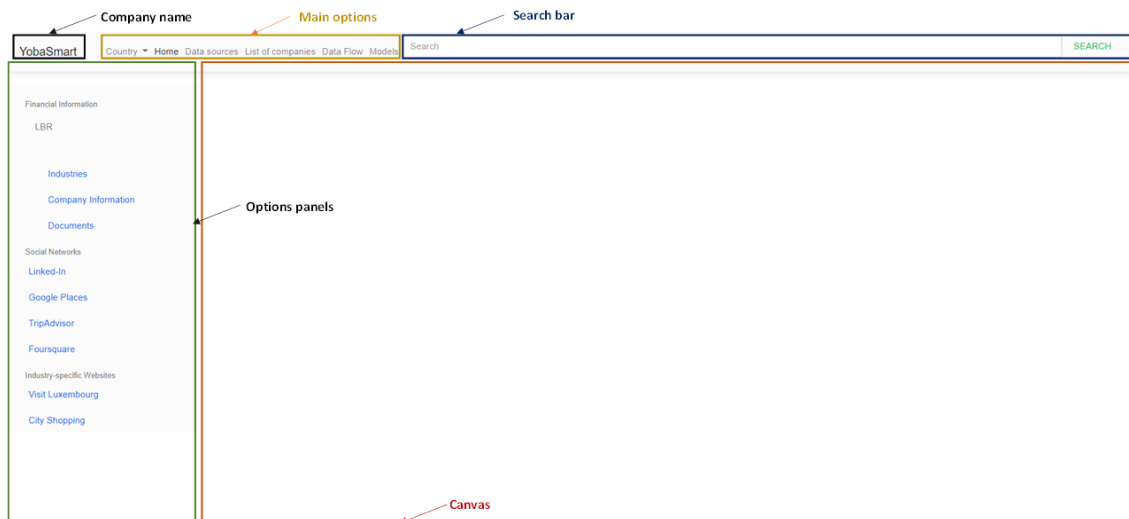 Company name
Main options
Search bar
YobaSmart
Country Home Data sources List of companies Data Flow Models
Search
SEARCH
Financial Information
LBR
Industries
Company Information
Documents
Options panels
Social Networks
Linked-In
Google Places
TripAdvisor
Foursquare
Industry-specific Websites
Visit Luxembourg
City Shopping
Canvas